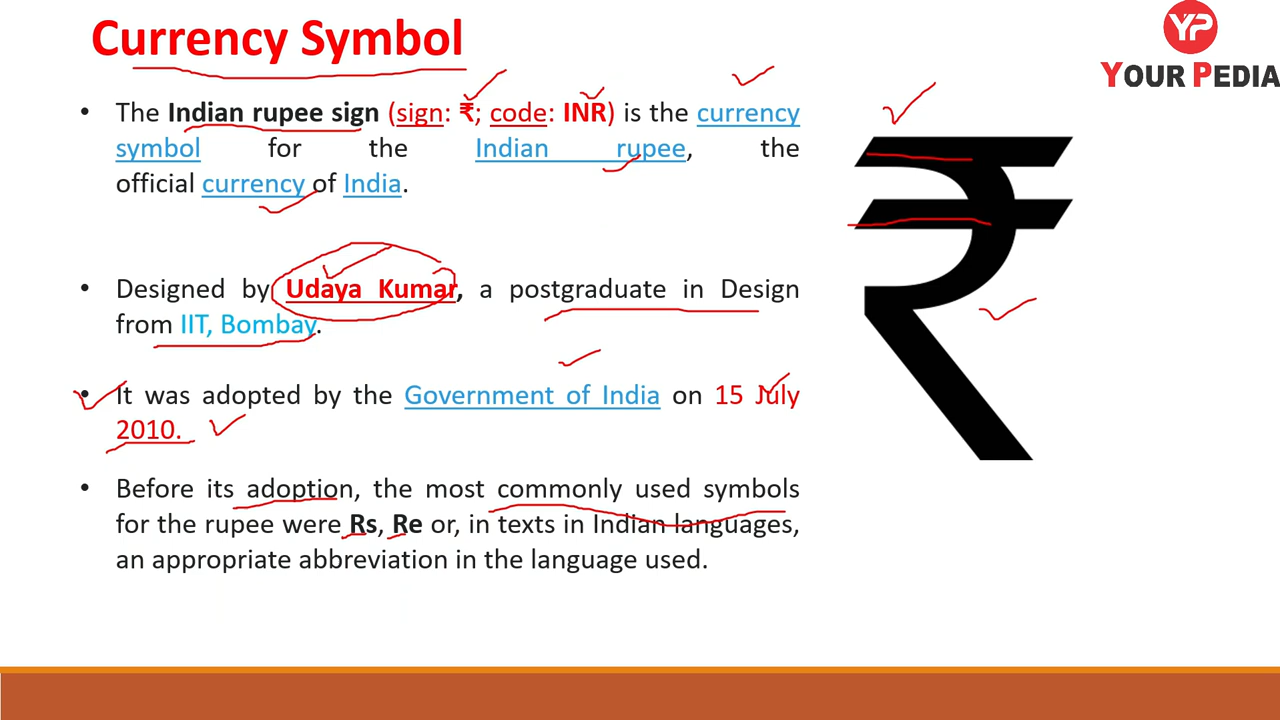 Currency Symbol
YP
YOUR PEDIA
• The Indian rupee sign (sign: ₹; code: INR) is the currency
symbol for the Indian rupee, the
official currency of India.
• Designed by Udaya Kumar, a postgraduate in Design
from IIT, Bombay.
• It was adopted by the Government of India on 15 July
2010.
• Before its adoption, the most commonly used symbols
for the rupee were Rs, Re or, in texts in Indian languages,
an appropriate abbreviation in the language used.
₹